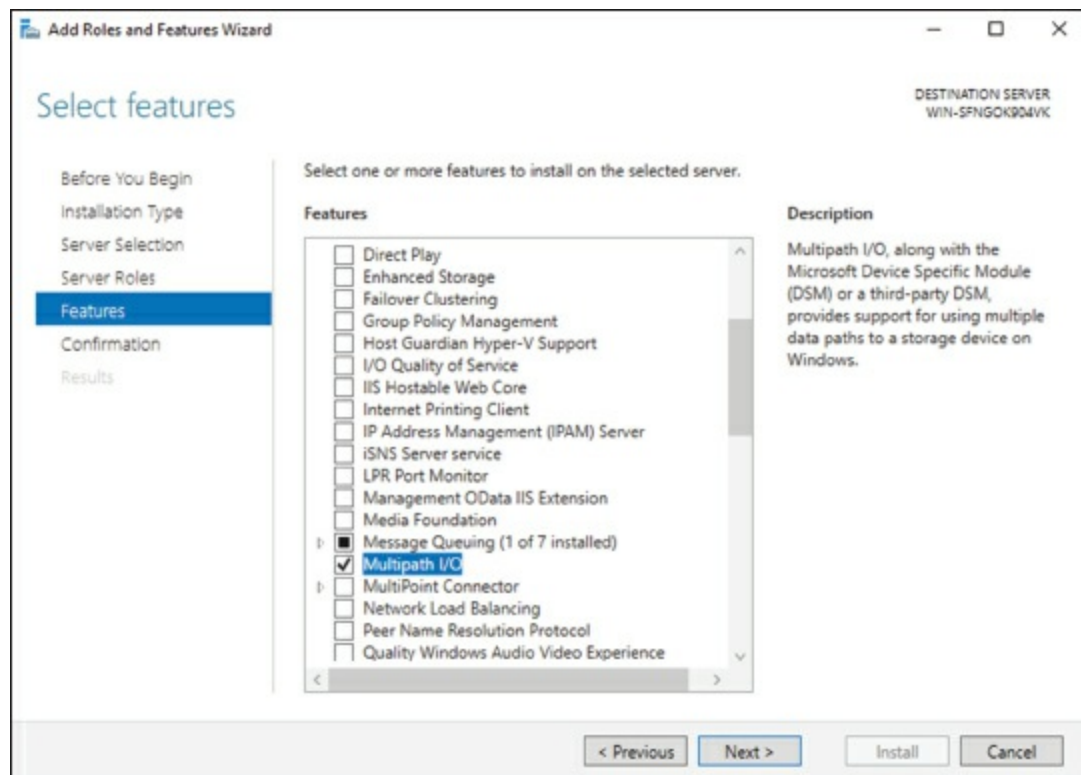 Add Roles and Features Wizard
Select features
DESTINATION SERVER
WIN-SFNGOK904VK
Before You Begin
Installation Type
Server Selection
Server Roles
Features
Confirmation
Results
Select one or more features to install on the selected server.
Features
Direct Play
Enhanced Storage
Failover Clustering
Group Policy Management
Host Guardian Hyper-V Support
I/O Quality of Service
IIS Hostable Web Core
Internet Printing Client
IP Address Management (IPAM) Server
iSNS Server service
LPR Port Monitor
Management OData IIS Extension
Media Foundation
Message Queuing (1 of 7 installed)
Multipath I/O
MultiPoint Connector
Network Load Balancing
Peer Name Resolution Protocol
Quality Windows Audio Video Experience
Description
Multipath I/O, along with the
Microsoft Device Specific Module
(DSM) or a third-party DSM,
provides support for using multiple
data paths to a storage device on
Windows.
< Previous
Next >
Install
Cancel